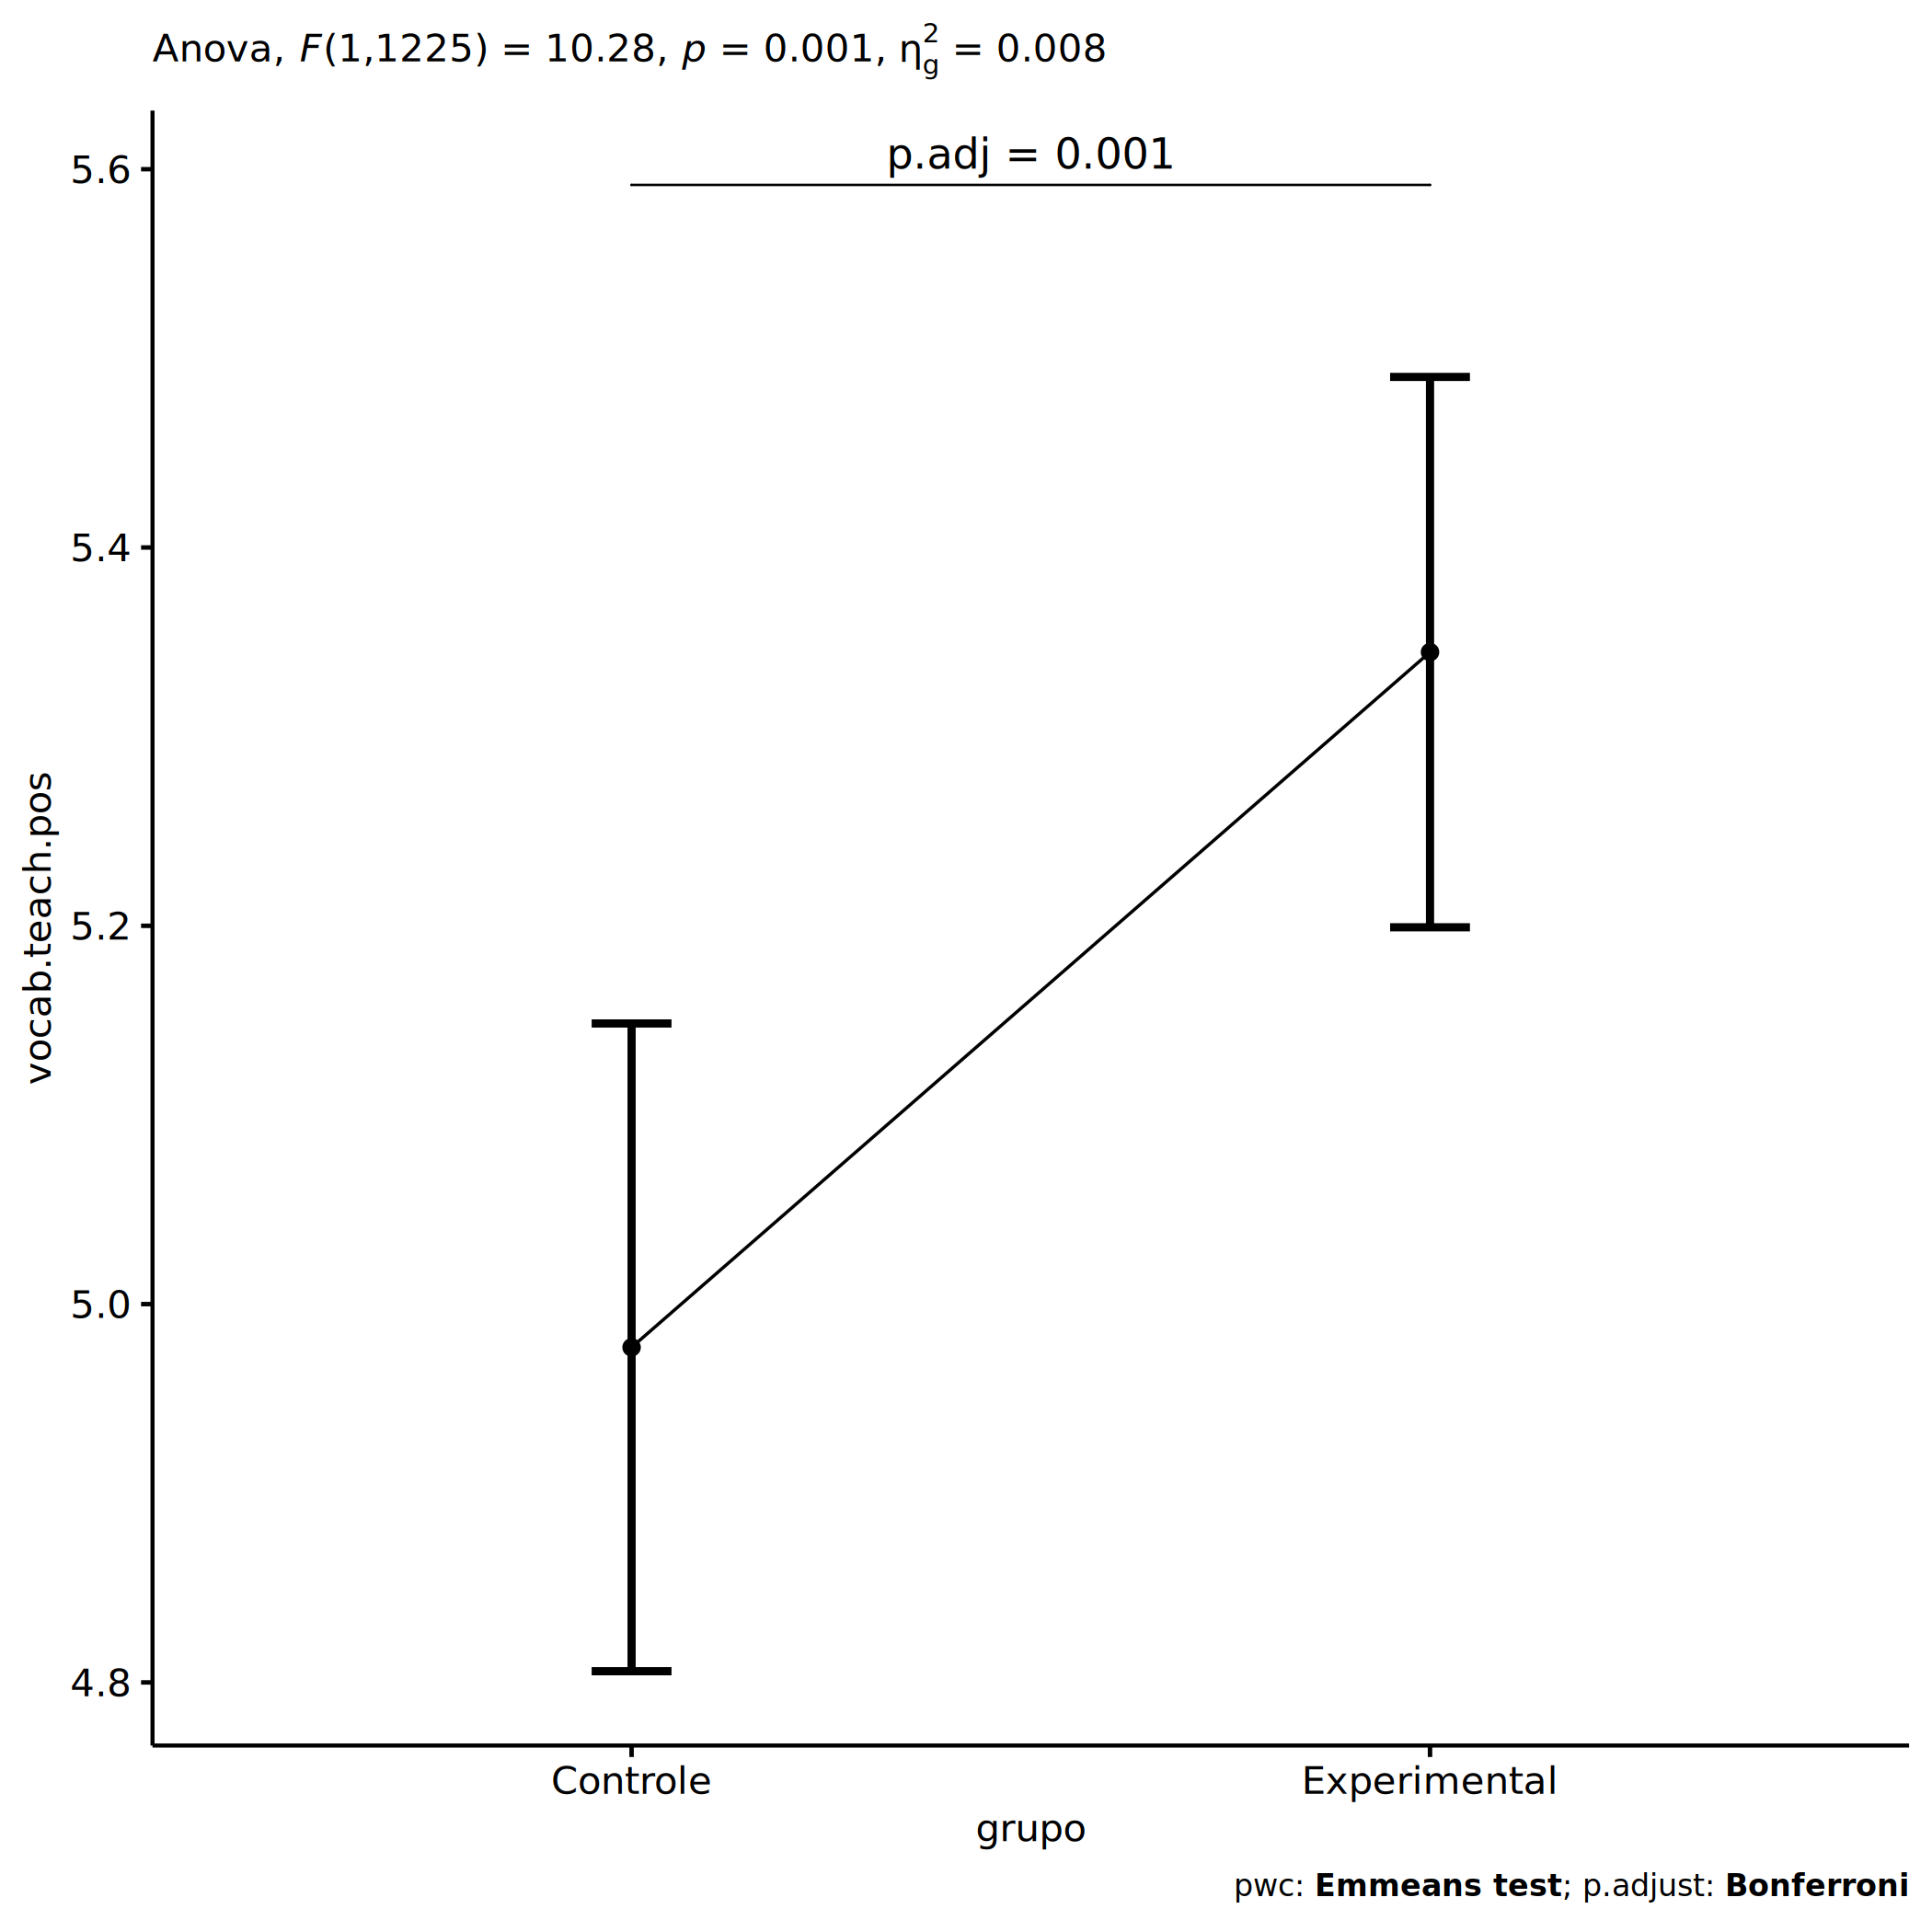 Anova, F(1,1225) = 10.28, p = 0.001, η²g = 0.008
p.adj = 0.001
5.6
5.4
5.2
5.0
4.8
vocab.teach.pos
Controle Experimental
grupo
pwc: Emmeans test; p.adjust: Bonferroni